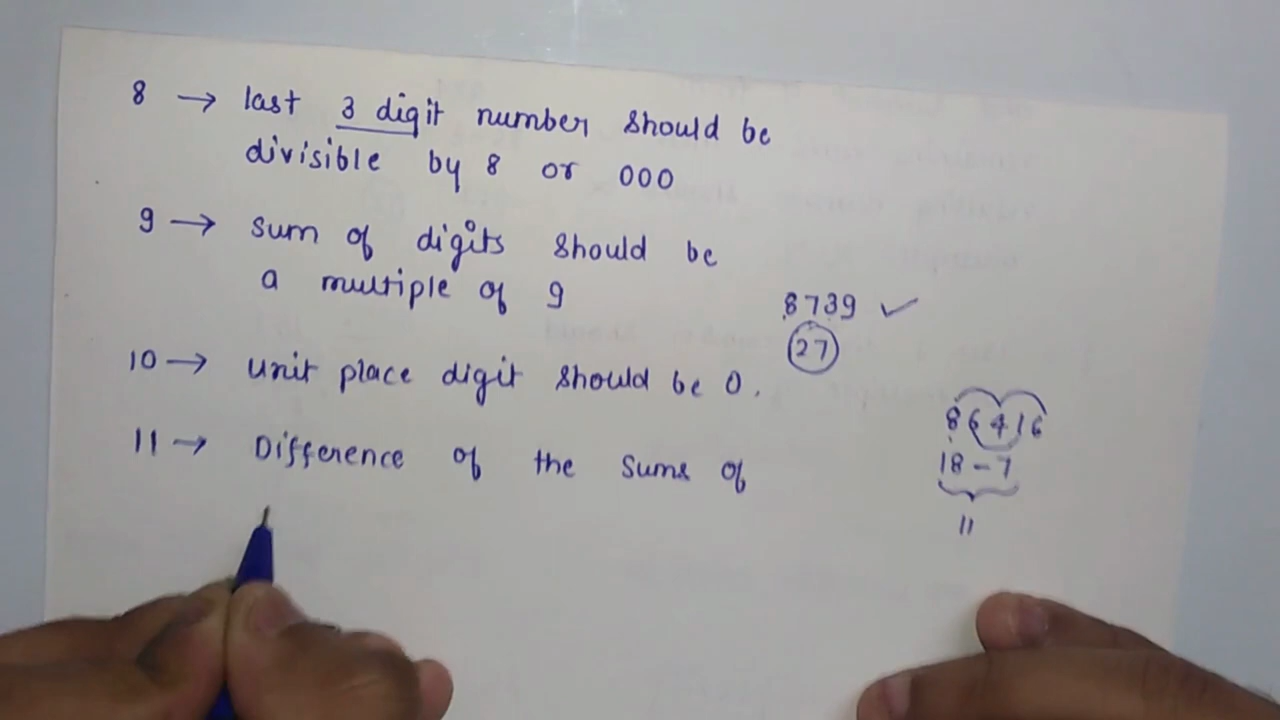 8 → last 3 digit number should be
divisible by 8 or 000
9 → sum of digits should be
a multiple of 9
8739 ✓
27
10 → unit place digit should be 0.
11 → Difference of the sums of
86416
18 - 7
11